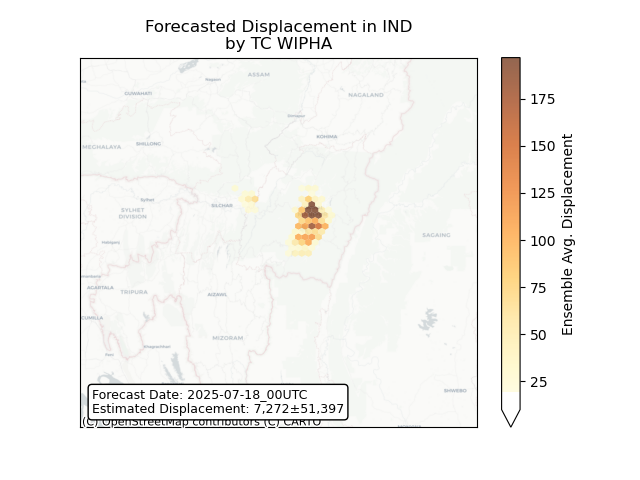 Forecasted Displacement in IND
by TC WIPHA
ASSAM
GUWAHATI
NAGALAND
KOHIMA
MEGHALAYA
SHILLONG
SYLHET
DIVISION
Sylhet
SILCHAR
SAGAING
AGARTALA
TRIPURA
AIZAWL
MIZORAM
SHWEBO
175
150
125
100
75
50
25
Ensemble Avg. Displacement
Forecast Date: 2025-07-18_00UTC
Estimated Displacement: 7,272±51,397
(C) OpenStreetMap contributors (C) CARTO